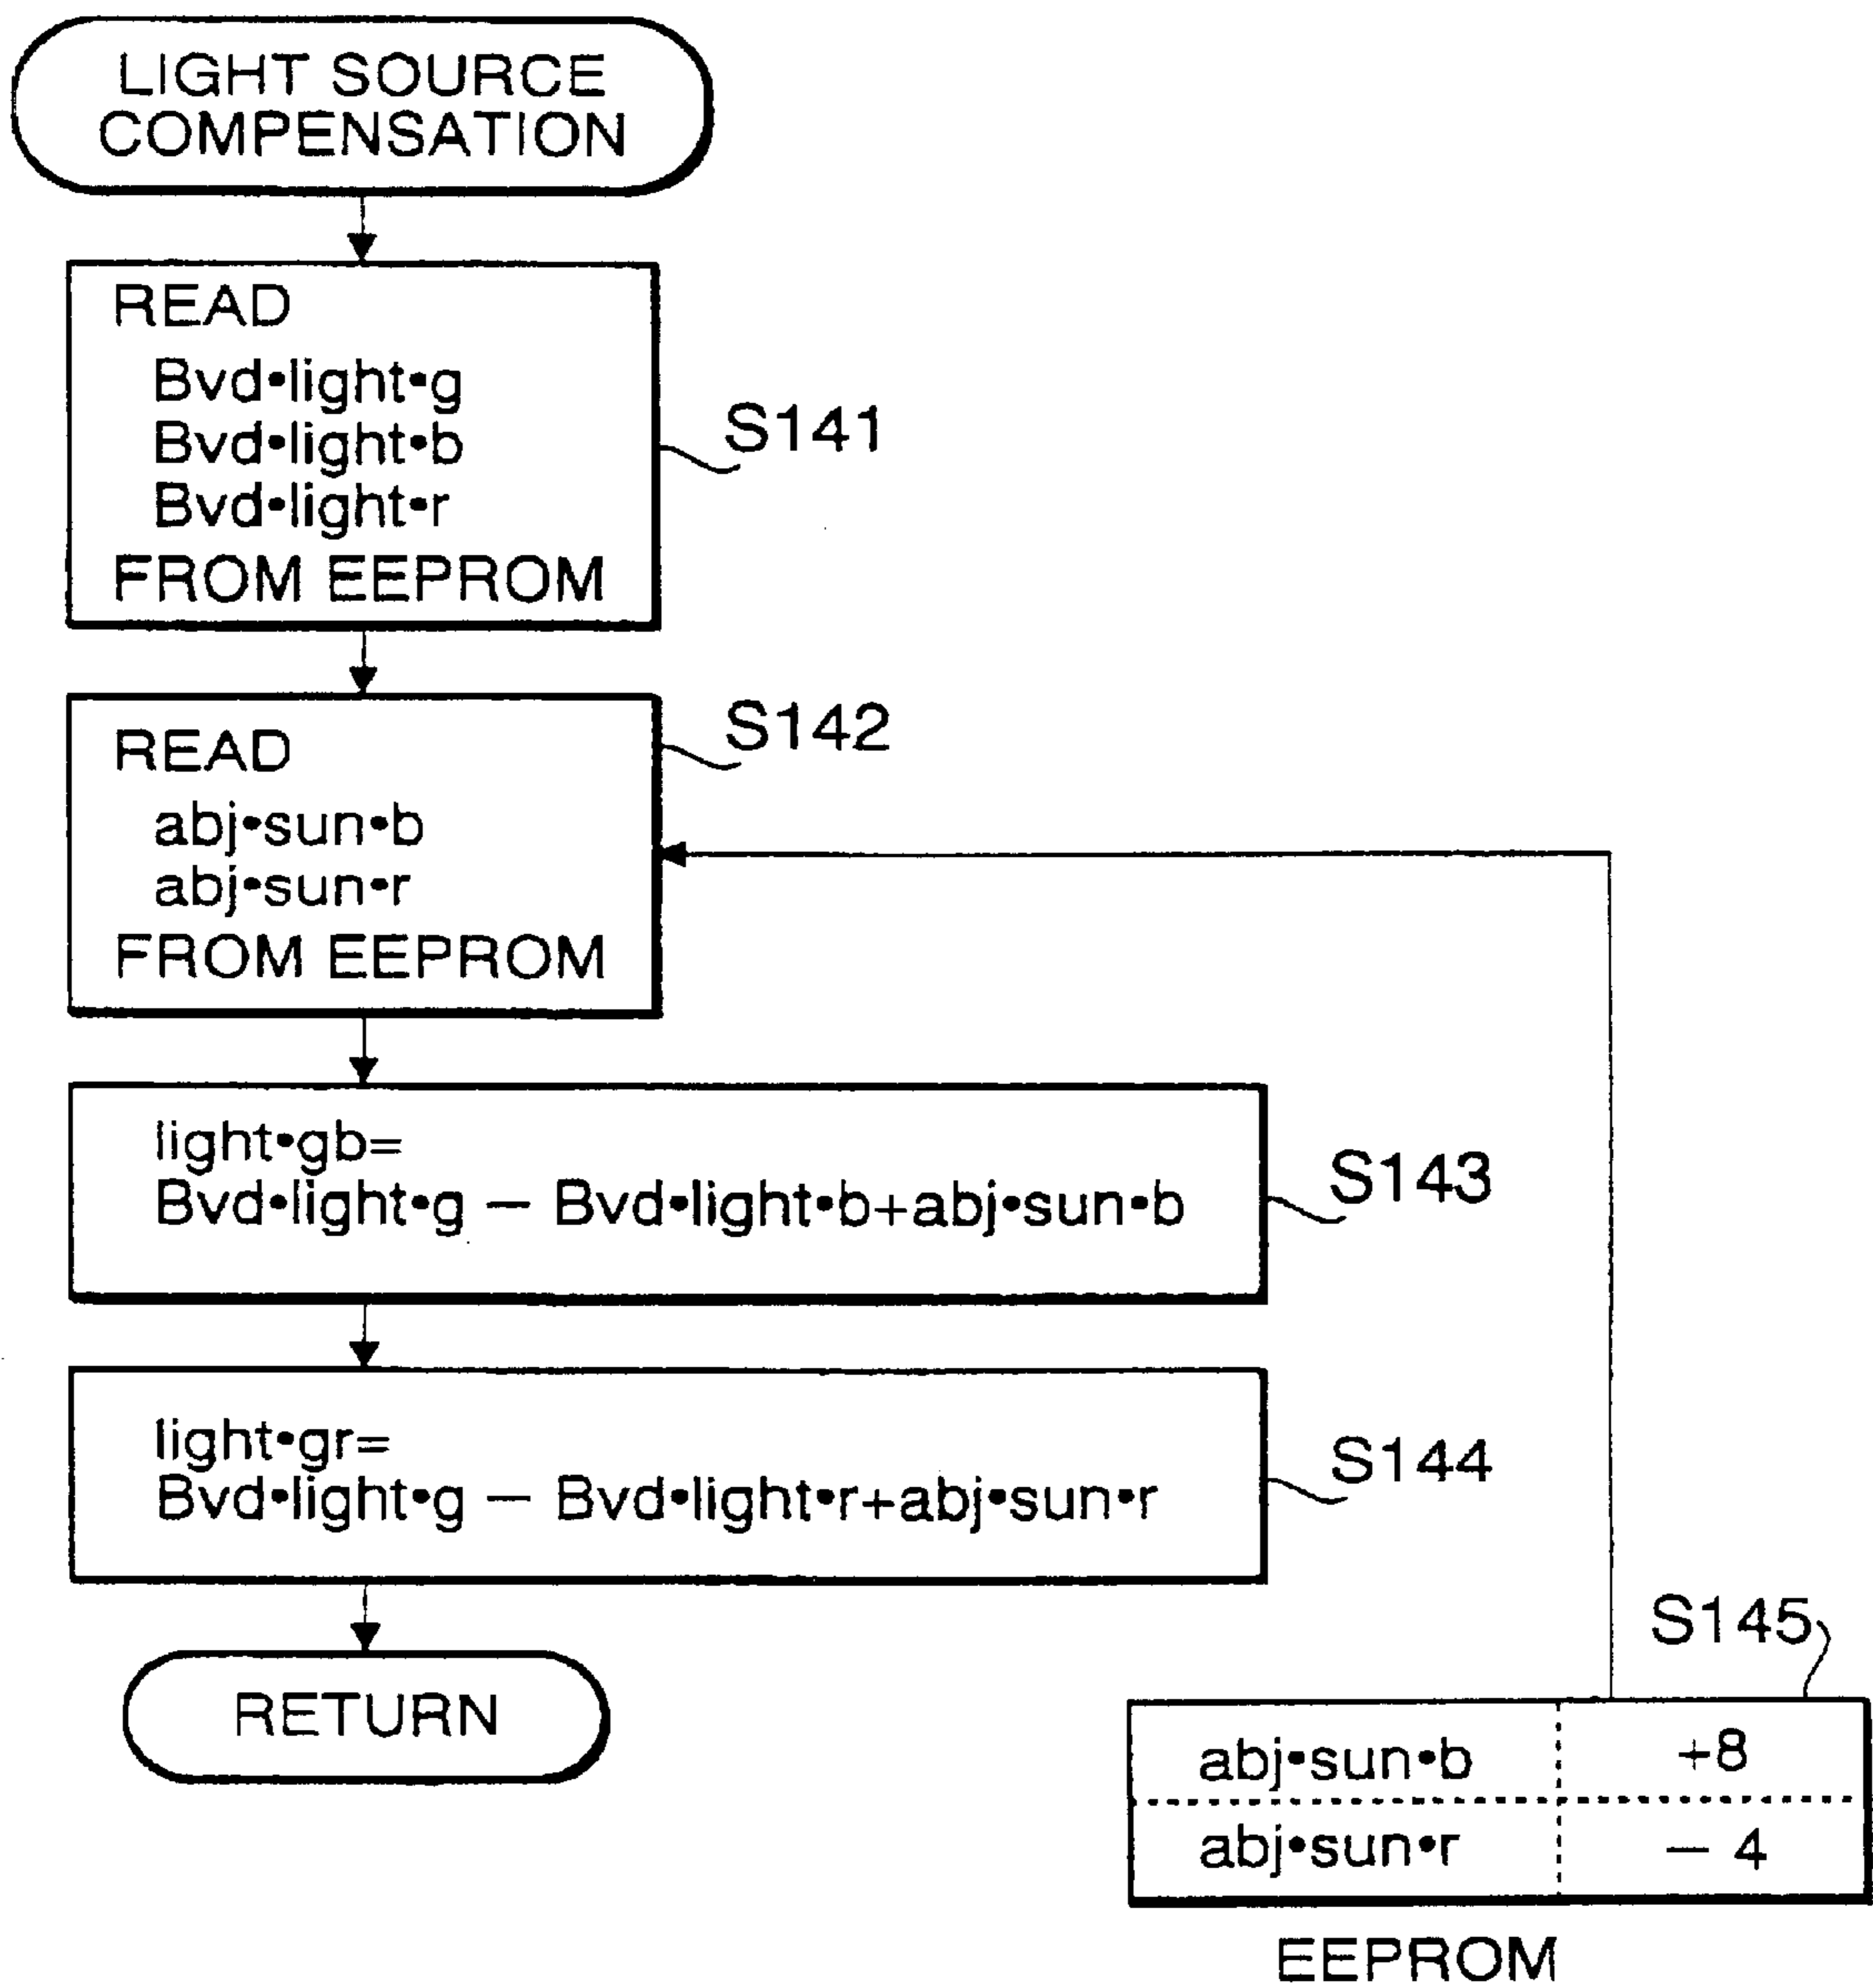 LIGHT SOURCE
COMPENSATION
READ
Bvd•light•g
Bvd•light•b
Bvd•light•r
FROM EEPROM
S141
READ
abj•sun•b
abj•sun•r
FROM EEPROM
S142
light•gb=
Bvd•light•g − Bvd•light•b+abj•sun•b
S143
light•gr=
Bvd•light•g − Bvd•light•r+abj•sun•r
S144
RETURN
S145
abj•sun•b +8
abj•sun•r − 4
EEPROM